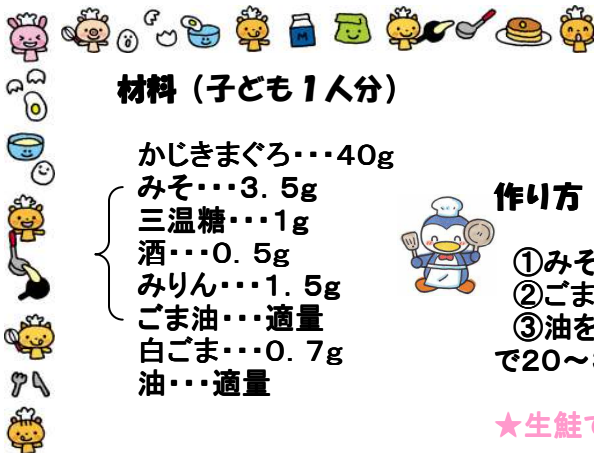 材料（子ども１人分）
かじきまぐろ・・・４０g
みそ・・・３．５g
三温糖・・・１g
酒・・・０．５g
みりん・・・１．５g
ごま油・・・適量
白ごま・・・０．７g
油・・・適量
作り方
①みそ
②ごま
③油を
で２０～
★生鮭で